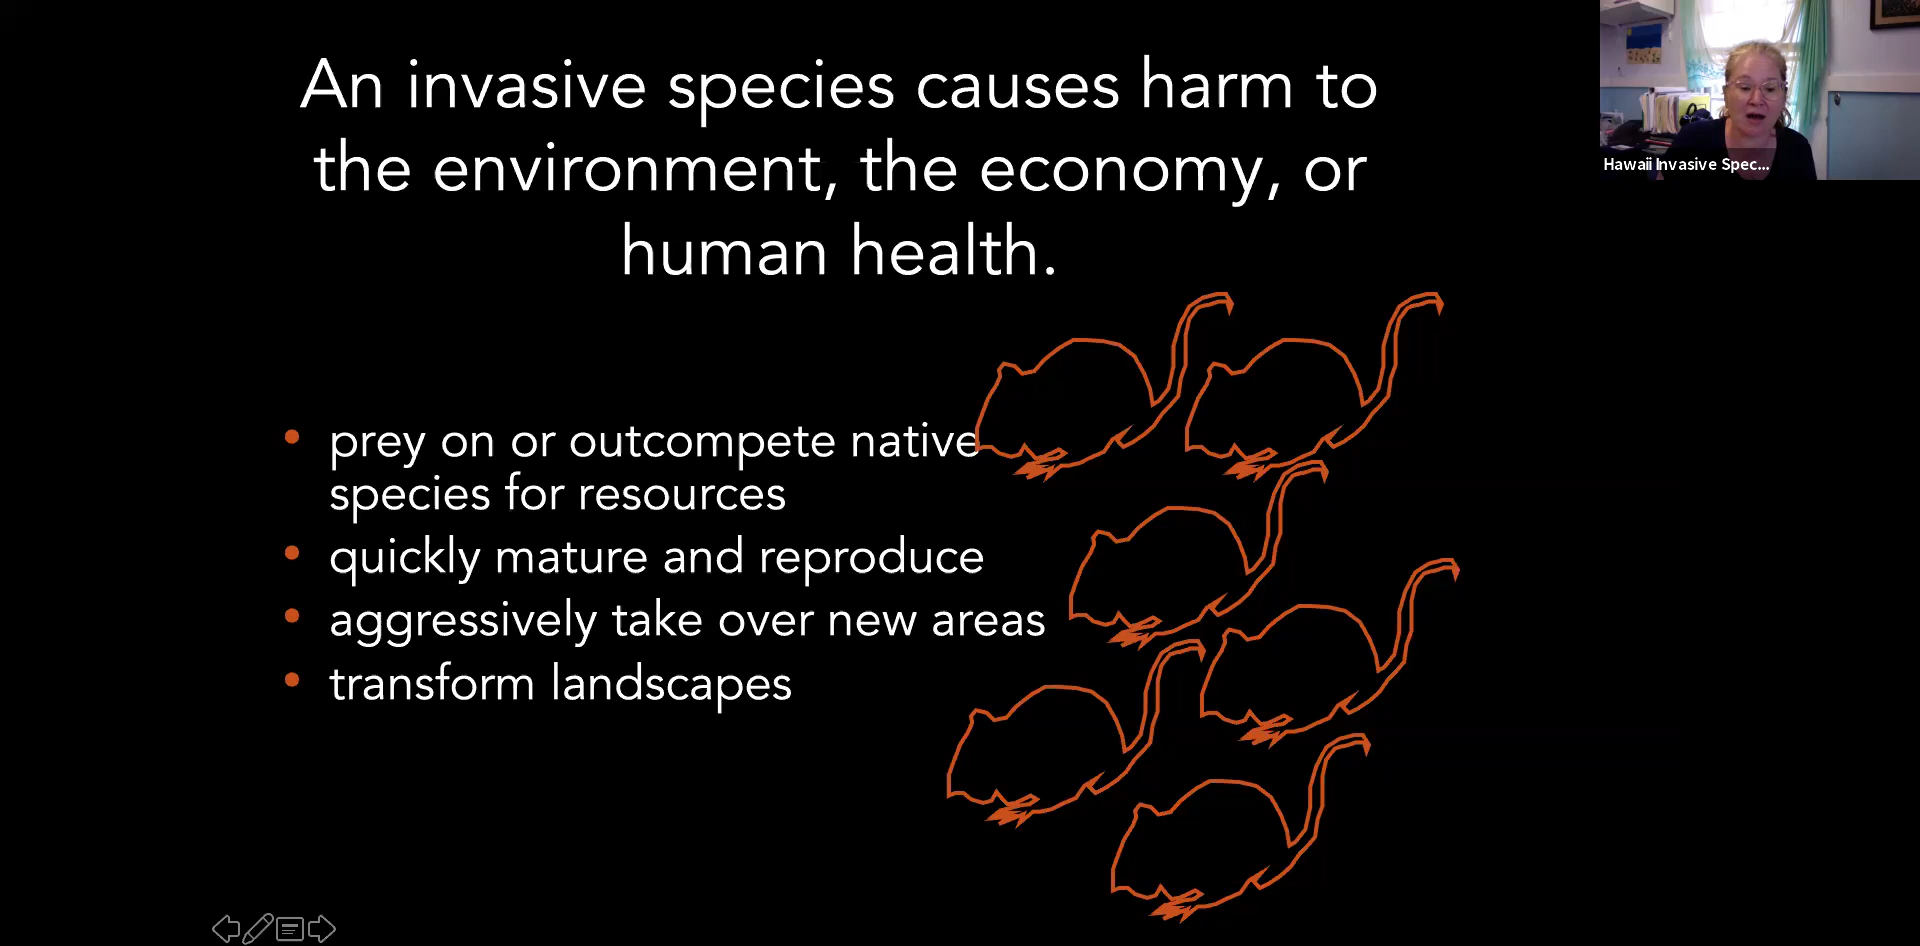 An invasive species causes harm to
the environment, the economy, or
human health.
• prey on or outcompete native
species for resources
• quickly mature and reproduce
• aggressively take over new areas
• transform landscapes
Hawaii Invasive Spec...